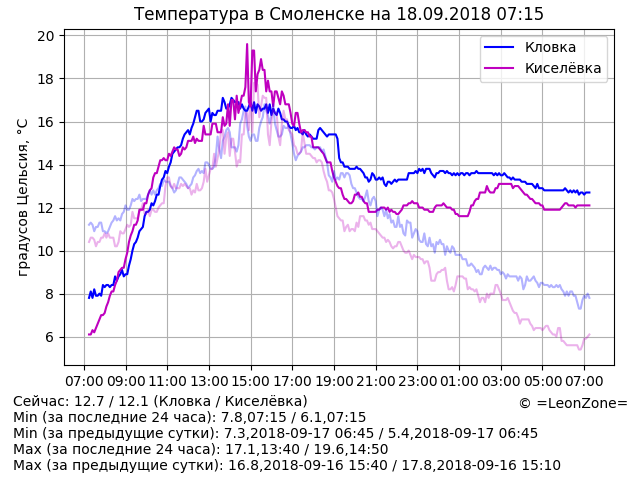 Температура в Смоленске на 18.09.2018 07:15
Кловка
Киселёвка
градусов Цельсия, °C
20
18
16
14
12
10
8
6
07:00 09:00 11:00 13:00 15:00 17:00 19:00 21:00 23:00 01:00 03:00 05:00 07:00
Сейчас: 12.7 / 12.1 (Кловка / Киселёвка)
© =LeonZone=
Min (за последние 24 часа): 7.8,07:15 / 6.1,07:15
Min (за предыдущие сутки): 7.3,2018-09-17 06:45 / 5.4,2018-09-17 06:45
Max (за последние 24 часа): 17.1,13:40 / 19.6,14:50
Max (за предыдущие сутки): 16.8,2018-09-16 15:40 / 17.8,2018-09-16 15:10